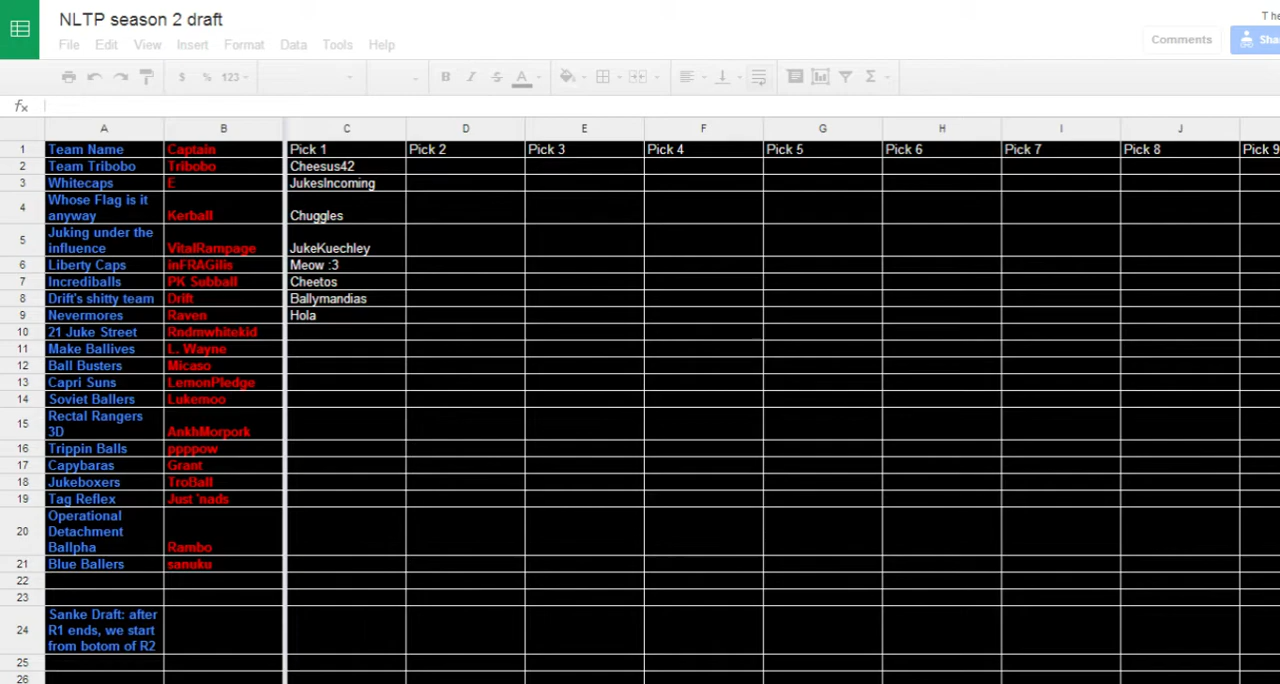 NLTP season 2 draft
The
File Edit View Insert Format Data Tools Help
Comments
Sha
$ % 123
B I S A
fx
A B C D E F G H I J
1 Team Name Captain Pick 1 Pick 2 Pick 3 Pick 4 Pick 5 Pick 6 Pick 7 Pick 8 Pick 9
2 Team Tribobo Tribobo Cheesus42
3 Whitecaps E JukesIncoming
Whose Flag is it
4 anyway Kerball Chuggles
Juking under the
5 influence VitalRampage JukeKuechley
6 Liberty Caps inFRAGilis Meow :3
7 Incrediballs PK Subball Cheetos
8 Drift's shitty team Drift Ballymandias
9 Nevermores Raven Hola
10 21 Juke Street Rndmwhitekid
11 Make Ballives L. Wayne
12 Ball Busters Micaso
13 Capri Suns LemonPledge
14 Soviet Ballers Lukemoo
Rectal Rangers
15 3D AnkhMorpork
16 Trippin Balls ppppow
17 Capybaras Grant
18 Jukeboxers TroBall
19 Tag Reflex Just 'nads
Operational
20 Detachment
Ballpha Rambo
21 Blue Ballers sanuku
22
23
Sanke Draft: after
24 R1 ends, we start
from botom of R2
25
26